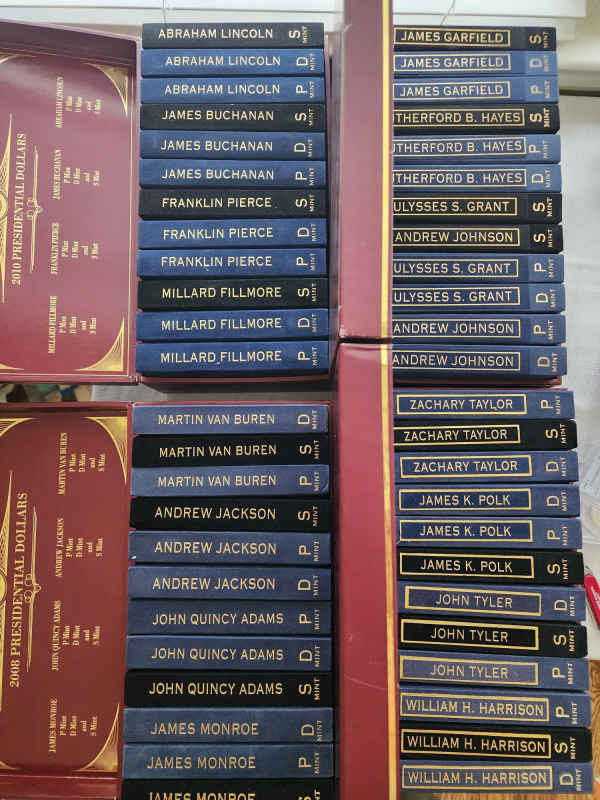 2010 PRESIDENTIAL DOLLARS
ABRAHAM LINCOLN
P Mint
D Mint
and
S Mint
JAMES BUCHANAN
P Mint
D Mint
and
S Mint
FRANKLIN PIERCE
P Mint
D Mint
and
S Mint
MILLARD FILLMORE
P Mint
D Mint
and
S Mint
ABRAHAM LINCOLN S MINT
ABRAHAM LINCOLN D MINT
ABRAHAM LINCOLN P MINT
JAMES BUCHANAN S MINT
JAMES BUCHANAN D MINT
JAMES BUCHANAN P MINT
FRANKLIN PIERCE S MINT
FRANKLIN PIERCE D MINT
FRANKLIN PIERCE P MINT
MILLARD FILLMORE S MINT
MILLARD FILLMORE D MINT
MILLARD FILLMORE P MINT
JAMES GARFIELD S MINT
JAMES GARFIELD D MINT
JAMES GARFIELD P MINT
UTHERFORD B. HAYES S MINT
UTHERFORD B. HAYES P MINT
UTHERFORD B. HAYES D MINT
ULYSSES S. GRANT S MINT
ANDREW JOHNSON S MINT
ULYSSES S. GRANT P MINT
ULYSSES S. GRANT D MINT
ANDREW JOHNSON P MINT
ANDREW JOHNSON D MINT
2008 PRESIDENTIAL DOLLARS
MARTIN VAN BUREN
P Mint
D Mint
and
S Mint
ANDREW JACKSON
P Mint
D Mint
and
S Mint
JOHN QUINCY ADAMS
P Mint
D Mint
and
S Mint
JAMES MONROE
P Mint
D Mint
and
S Mint
MARTIN VAN BUREN D MINT
MARTIN VAN BUREN S MINT
MARTIN VAN BUREN P MINT
ANDREW JACKSON S MINT
ANDREW JACKSON P MINT
ANDREW JACKSON D MINT
JOHN QUINCY ADAMS P MINT
JOHN QUINCY ADAMS D MINT
JOHN QUINCY ADAMS S MINT
JAMES MONROE D MINT
JAMES MONROE P MINT
JAMES MONROE S
ZACHARY TAYLOR P MINT
ZACHARY TAYLOR S MINT
ZACHARY TAYLOR D MINT
JAMES K. POLK D MINT
JAMES K. POLK P MINT
JAMES K. POLK S MINT
JOHN TYLER D MINT
JOHN TYLER S MINT
JOHN TYLER P MINT
WILLIAM H. HARRISON P MINT
WILLIAM H. HARRISON S MINT
WILLIAM H. HARRISON D MINT